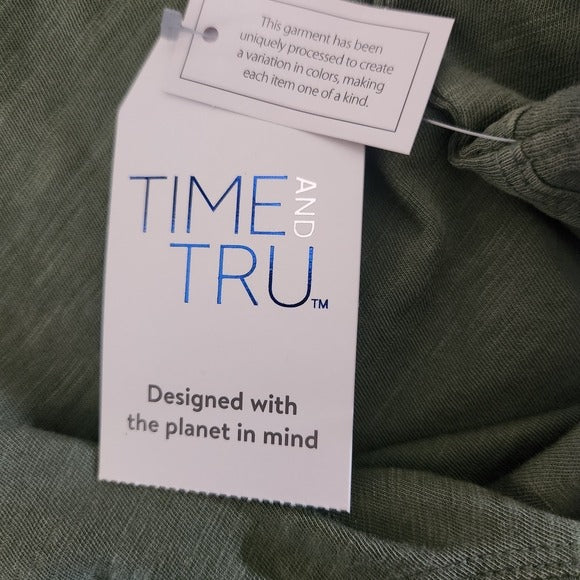 This garment has been
uniquely processed to create
a variation in colors, making
each item one of a kind.
TIME AND
TRU™
Designed with
the planet in mind